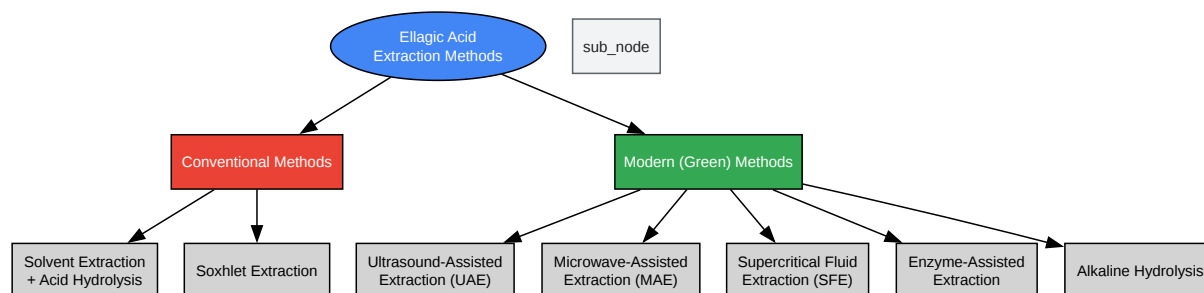 Ellagic Acid
Extraction Methods
sub_node
Conventional Methods
Modern (Green) Methods
Solvent Extraction
+ Acid Hydrolysis
Soxhlet Extraction
Ultrasound-Assisted
Extraction (UAE)
Microwave-Assisted
Extraction (MAE)
Supercritical Fluid
Extraction (SFE)
Enzyme-Assisted
Extraction
Alkaline Hydrolysis